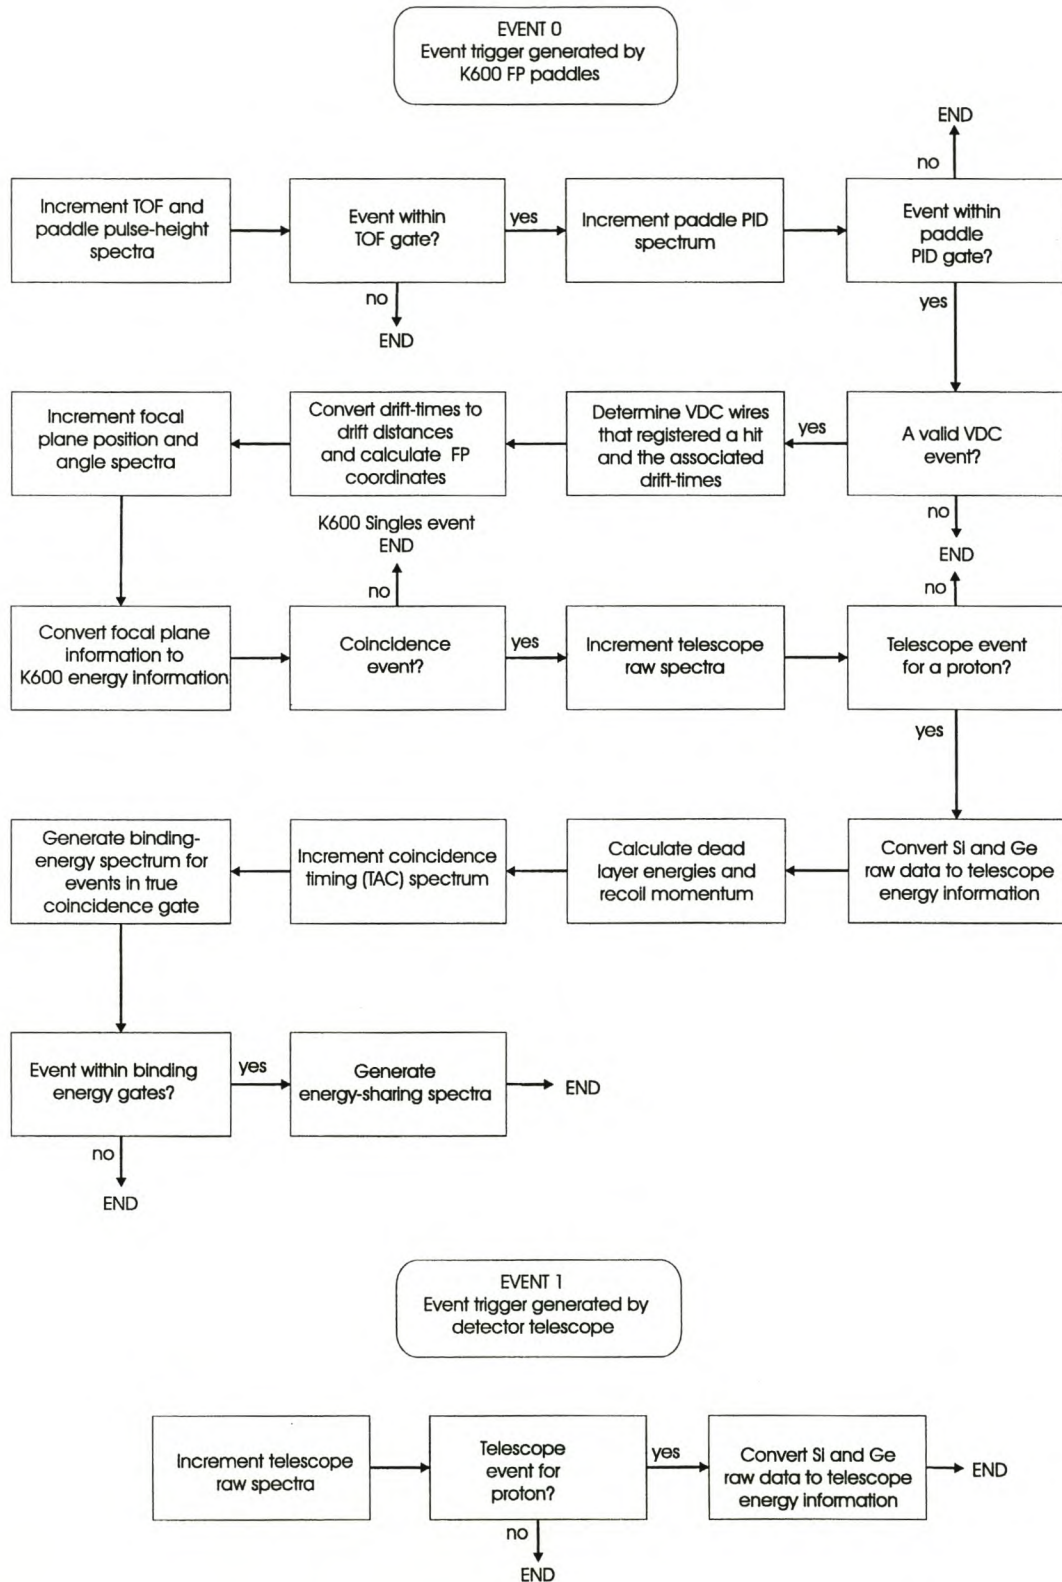 EVENT 0
Event trigger generated by
K600 FP paddles
END
no
Increment TOF and
paddle pulse-height
spectra
Event within
TOF gate?
yes
Increment paddle PID
spectrum
Event within
paddle
PID gate?
no
END
yes
Increment focal
plane position and
angle spectra
Convert drift-times to
drift distances
and calculate FP
coordinates
Determine VDC wires
that registered a hit
and the associated
drift-times
yes
A valid VDC
event?
no
END
K600 Singles event
END
no
no
Convert focal plane
information to
K600 energy information
Coincidence
event?
yes
Increment telescope
raw spectra
Telescope event
for a proton?
yes
Generate binding-
energy spectrum for
events in true
coincidence gate
Increment coincidence
timing (TAC) spectrum
Calculate dead
layer energies and
recoil momentum
Convert Si and Ge
raw data to telescope
energy information
Event within binding
energy gates?
yes
Generate
energy-sharing spectra
END
no
END
EVENT 1
Event trigger generated by
detector telescope
Increment telescope
raw spectra
Telescope
event for
proton?
yes
Convert Si and Ge
raw data to telescope
energy information
END
no
END